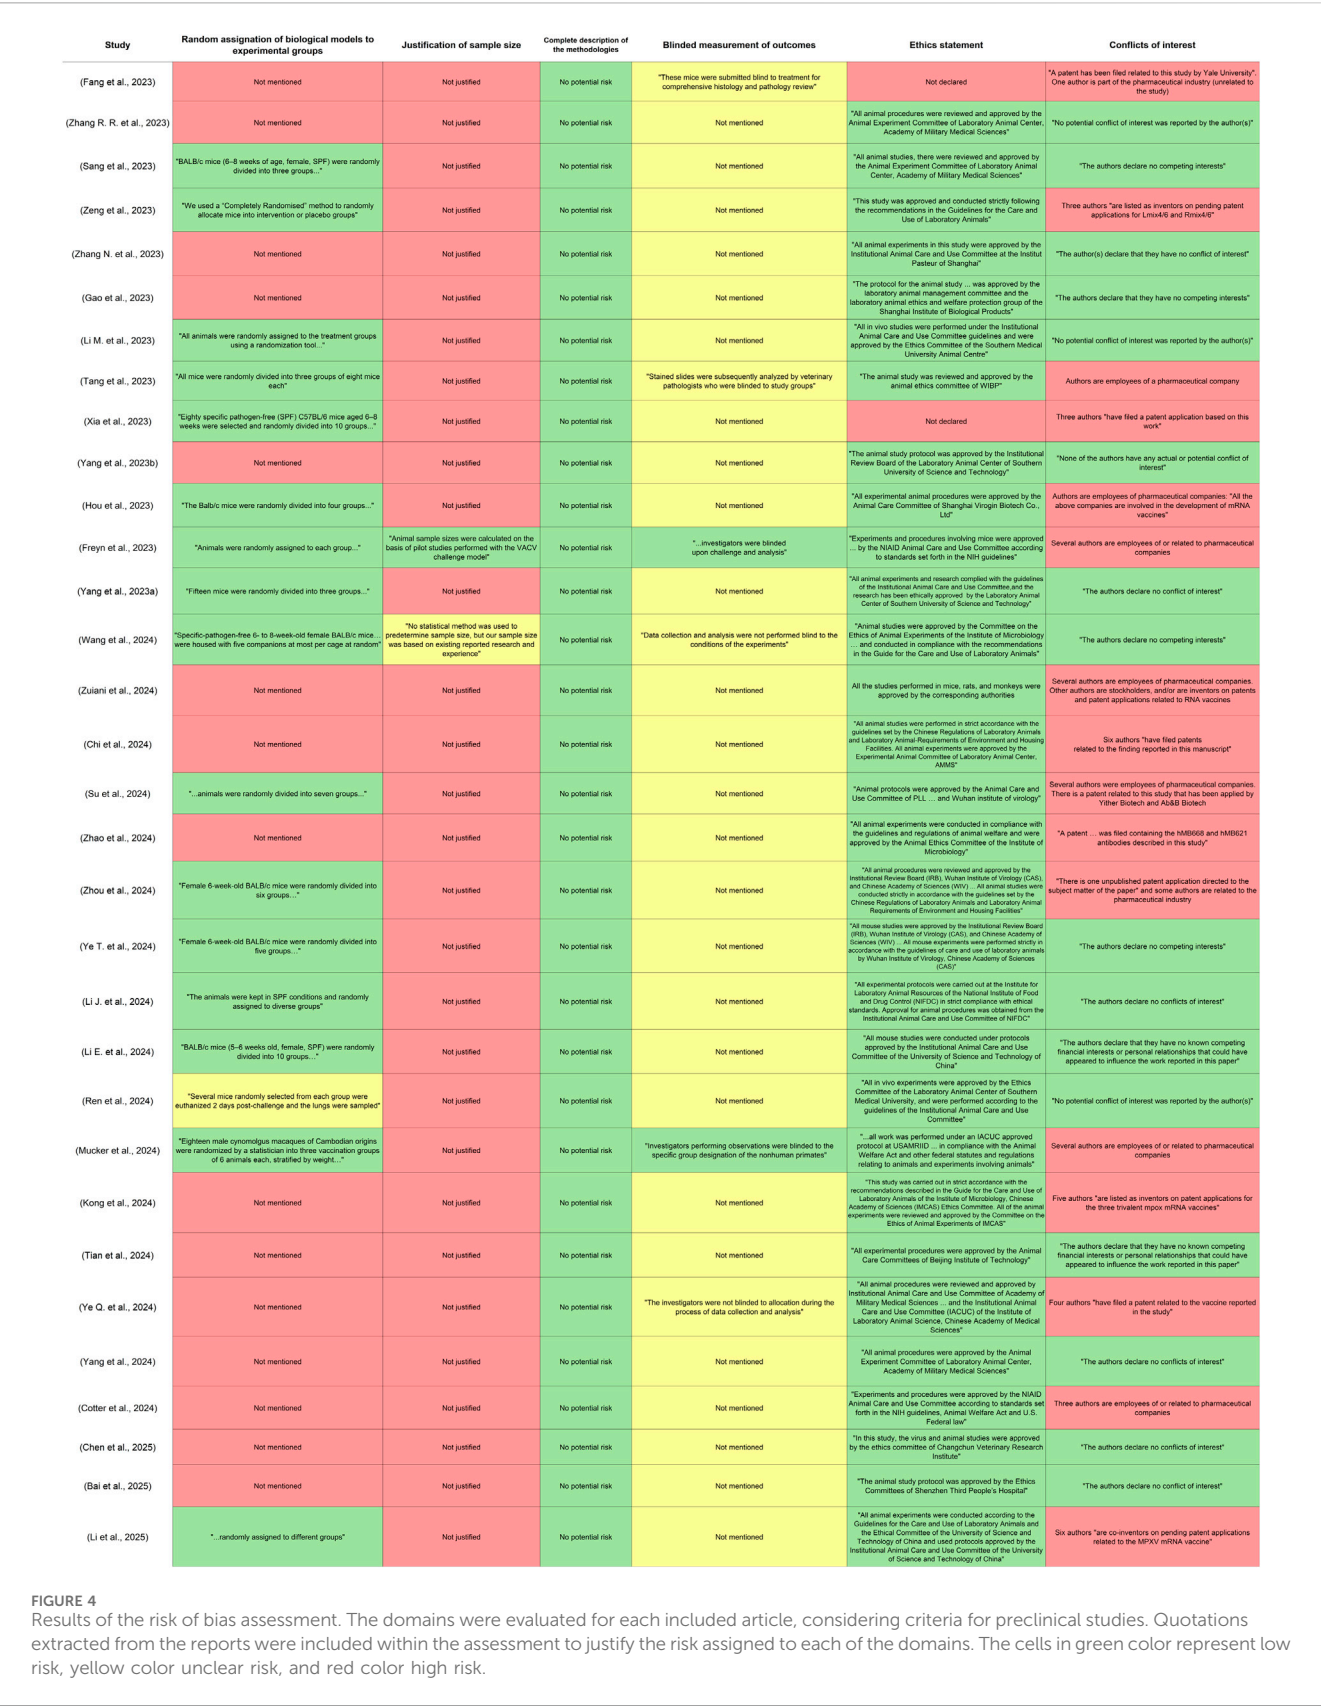 Study
Random assignation of biological models to
experimental groups
Justification of sample size
Complete description of
the methodologies
Blinded measurement of outcomes
Ethics statement
Conflicts of interest
(Fang et al., 2023)
Not mentioned
Not justified
No potential risk
"These mice were submitted blind to treatment for
comprehensive histology and pathology review"
Not declared
"A patent has been filed related to this study by Yale University".
One author is part of the pharmaceutical industry (unrelated to
the study)
(Zhang R. R. et al., 2023)
Not mentioned
Not justified
No potential risk
Not mentioned
"All animal procedures were reviewed and approved by the
Animal Experiment Committee of Laboratory Animal Center,
Academy of Military Medical Sciences"
"No potential conflict of interest was reported by the author(s)"
(Sang et al., 2023)
"BALB/c mice (6–8 weeks of age, female, SPF) were randomly
divided into three groups..."
Not justified
No potential risk
Not mentioned
"All animal studies, there were reviewed and approved by
the Animal Experiment Committee of Laboratory Animal
Center, Academy of Military Medical Sciences"
"The authors declare no competing interests"
(Zeng et al., 2023)
"We used a "Completely Randomised" method to randomly
allocate mice into intervention or placebo groups"
Not justified
No potential risk
Not mentioned
"This study was approved and conducted strictly following
the recommendations in the Guidelines for the Care and
Use of Laboratory Animals"
Three authors "are listed as inventors on pending patent
applications for Lmix4/6 and Rmix4/6"
(Zhang N. et al., 2023)
Not mentioned
Not justified
No potential risk
Not mentioned
"All animal experiments in this study were approved by the
Institutional Animal Care and Use Committee at the Institut
Pasteur of Shanghai"
"The author(s) declare that they have no conflict of interest"
(Gao et al., 2023)
Not mentioned
Not justified
No potential risk
Not mentioned
"The protocol for the animal study ... was approved by the
laboratory animal management committee and the
laboratory animal ethics and welfare protection group of the
Shanghai Institute of Biological Products"
"The authors declare that they have no competing interests"
(Li M. et al., 2023)
"All animals were randomly assigned to the treatment groups
using a randomization tool..."
Not justified
No potential risk
Not mentioned
"All in vivo studies were performed under the Institutional
Animal Care and Use Committee guidelines and were
approved by the Ethics Committee of the Southern Medical
University Animal Centre"
"No potential conflict of interest was reported by the author(s)"
(Tang et al., 2023)
"All mice were randomly divided into three groups of eight mice
each"
Not justified
No potential risk
"Stained slides were subsequently analyzed by veterinary
pathologists who were blinded to study groups"
"The animal study was reviewed and approved by the
animal ethics committee of WIBP"
Authors are employees of a pharmaceutical company
(Xia et al., 2023)
"Eighty specific pathogen-free (SPF) C57BL/6 mice aged 6–8
weeks were selected and randomly divided into 10 groups..."
Not justified
No potential risk
Not mentioned
Not declared
Three authors "have filed a patent application based on this
work"
(Yang et al., 2023b)
Not mentioned
Not justified
No potential risk
Not mentioned
"The animal study protocol was approved by the Institutional
Review Board of the Laboratory Animal Center of Southern
University of Science and Technology"
"None of the authors have any actual or potential conflict of
interest"
(Hou et al., 2023)
"The Balb/c mice were randomly divided into four groups..."
Not justified
No potential risk
Not mentioned
"All experimental animal procedures were approved by the
Animal Care Committee of Shanghai Virogin Biotech Co.,
Ltd"
Authors are employees of pharmaceutical companies: "All the
above companies are involved in the development of mRNA
vaccines"
(Freyn et al., 2023)
"Animals were randomly assigned to each group..."
"Animal sample sizes were calculated on the
basis of pilot studies performed with the VACV
challenge model"
No potential risk
"...investigators were blinded
upon challenge and analysis"
"Experiments and procedures involving mice were approved
... by the NIAID Animal Care and Use Committee according
to standards set forth in the NIH guidelines"
Several authors are employees of or related to pharmaceutical
companies
(Yang et al., 2023a)
"Fifteen mice were randomly divided into three groups..."
Not justified
No potential risk
Not mentioned
"All animal experiments and research complied with the guidelines
of the Institutional Animal Care and Use Committee,and the
research has been ethically approved by the Laboratory Animal
Center of Southern University of Science and Technology"
"The authors declare no conflict of interest"
(Wang et al., 2024)
"Specific-pathogen-free 6- to 8-week-old female BALB/c mice...
were housed with five companions at most per cage at random"
"No statistical method was used to
predetermine sample size, but our sample size
was based on existing reported research and
experience"
No potential risk
"Data collection and analysis were not performed blind to the
conditions of the experiments"
"Animal studies were approved by the Committee on the
Ethics of Animal Experiments of the Institute of Microbiology
... and conducted in compliance with the recommendations
in the Guide for the Care and Use of Laboratory Animals"
"The authors declare no competing interests"
(Zuiani et al., 2024)
Not mentioned
Not justified
No potential risk
Not mentioned
All the studies performed in mice, rats, and monkeys were
approved by the corresponding authorities
Several authors are employees of pharmaceutical companies.
Other authors are stockholders, and/or are inventors on patents
and patent applications related to RNA vaccines
(Chi et al., 2024)
Not mentioned
Not justified
No potential risk
Not mentioned
"All animal studies were performed in strict accordance with the
guidelines set by the Chinese Regulations of Laboratory Animals
and Laboratory Animal-Requirements of Environment and Housing
Facilities. All animal experiments were approved by the
Experimental Animal Committee of Laboratory Animal Center,
AMMS"
Six authors "have filed patents
related to the finding reported in this manuscript"
(Su et al., 2024)
"...animals were randomly divided into seven groups..."
Not justified
No potential risk
Not mentioned
"Animal protocols were approved by the Animal Care and
Use Committee of PLL ... and Wuhan institute of virology"
Several authors were employees of pharmaceutical companies.
There is a patent related to this study that has been applied by
Yither Biotech and Ab&B Biotech
(Zhao et al., 2024)
Not mentioned
Not justified
No potential risk
Not mentioned
"All animal experiments were conducted in compliance with
the guidelines and regulations of animal welfare and were
approved by the Animal Ethics Committee of the Institute of
Microbiology"
"A patent ... was filed containing the hMB668 and hMB621
antibodies described in this study"
(Zhou et al., 2024)
"Female 6-week-old BALB/c mice were randomly divided into
six groups..."
Not justified
No potential risk
Not mentioned
"All animal procedures were reviewed and approved by the
Institutional Review Board (IRB), Wuhan Institute of Virology (CAS),
and Chinese Academy of Sciences (WIV) ... All animal studies were
conducted strictly in accordance with the guidelines set by the
Chinese Regulations of Laboratory Animals and Laboratory Animal
Requirements of Environment and Housing Facilities"
"There is one unpublished patent application directed to the
subject matter of the paper" and some authors are related to the
pharmaceutical industry
(Ye T. et al., 2024)
"Female 6-week-old BALB/c mice were randomly divided into
five groups..."
Not justified
No potential risk
Not mentioned
"All mouse studies were approved by the Institutional Review Board
(IRB), Wuhan Institute of Virology (CAS), and Chinese Academy of
Sciences (WIV) ... All mouse experiments were performed strictly in
accordance with the guidelines of care and use of laboratory animals
by Wuhan Institute of Virology, Chinese Academy of Sciences
(CAS)"
"The authors declare no competing interests"
(Li J. et al., 2024)
"The animals were kept in SPF conditions and randomly
assigned to diverse groups"
Not justified
No potential risk
Not mentioned
"All experimental protocols were carried out at the Institute for
Laboratory Animal Resources of the National Institute of Food
and Drug Control (NIFDC) in strict compliance with ethical
standards. Approval for animal procedures was obtained from the
Institutional Animal Care and Use Committee of NIFDC"
"The authors declare no conflicts of interest"
(Li E. et al., 2024)
"BALB/c mice (5–6 weeks old, female, SPF) were randomly
divided into 10 groups..."
Not justified
No potential risk
Not mentioned
"All mouse studies were conducted under protocols
approved by the Institutional Animal Care and Use
Committee of the University of Science and Technology of
China"
"The authors declare that they have no known competing
financial interests or personal relationships that could have
appeared to influence the work reported in this paper"
(Ren et al., 2024)
"Several mice randomly selected from each group were
euthanized 2 days post-challenge and the lungs were sampled"
Not justified
No potential risk
Not mentioned
"All in vivo experiments were approved by the Ethics
Committee of the Laboratory Animal Center of Southern
Medical University, and were performed according to the
guidelines of the Institutional Animal Care and Use
Committee"
"No potential conflict of interest was reported by the author(s)"
(Mucker et al., 2024)
"Eighteen male cynomolgus macaques of Cambodian origins
were randomized by a statistician into three vaccination groups
of 6 animals each, stratified by weight..."
Not justified
No potential risk
"Investigators performing observations were blinded to the
specific group designation of the nonhuman primates"
"...all work was performed under an IACUC approved
protocol at USAMRIID ... in compliance with the Animal
Welfare Act and other federal statutes and regulations
relating to animals and experiments involving animals"
Several authors are employees of or related to pharmaceutical
companies
(Kong et al., 2024)
Not mentioned
Not justified
No potential risk
Not mentioned
"This study was carried out in strict accordance with the
recommendations described in the Guide for the Care and Use of
Laboratory Animals of the Institute of Microbiology, Chinese
Academy of Sciences (IMCAS) Ethics Committee. All of the animal
experiments were reviewed and approved by the Committee on the
Ethics of Animal Experiments of IMCAS"
Five authors "are listed as inventors on patent applications for
the three trivalent mpox mRNA vaccines"
(Tian et al., 2024)
Not mentioned
Not justified
No potential risk
Not mentioned
"All experimental procedures were approved by the Animal
Care Committees of Beijing Institute of Technology"
"The authors declare that they have no known competing
financial interests or personal relationships that could have
appeared to influence the work reported in this paper"
(Ye Q. et al., 2024)
Not mentioned
Not justified
No potential risk
"The investigators were not blinded to allocation during the
process of data collection and analysis"
"All animal procedures were reviewed and approved by
Institutional Animal Care and Use Committee of Academy of
Military Medical Sciences ... and the Institutional Animal
Care and Use Committee (IACUC) of the Institute of
Laboratory Animal Science, Chinese Academy of Medical
Sciences"
Four authors "have filed a patent related to the vaccine reported
in the study"
(Yang et al., 2024)
Not mentioned
Not justified
No potential risk
Not mentioned
"All animal procedures were approved by the Animal
Experiment Committee of Laboratory Animal Center,
Academy of Military Medical Sciences"
"The authors declare no conflicts of interest"
(Cotter et al., 2024)
Not mentioned
Not justified
No potential risk
Not mentioned
"Experiments and procedures were approved by the NIAID
Animal Care and Use Committee according to standards set
forth in the NIH guidelines, Animal Welfare Act and U.S.
Federal law"
Three authors are employees of or related to pharmaceutical
companies
(Chen et al., 2025)
Not mentioned
Not justified
No potential risk
Not mentioned
"In this study, the virus and animal studies were approved
by the ethics committee of Changchun Veterinary Research
Institute"
"The authors declare no conflicts of interest"
(Bai et al., 2025)
Not mentioned
Not justified
No potential risk
Not mentioned
"The animal study protocol was approved by the Ethics
Committees of Shenzhen Third People's Hospital"
"The authors declare no conflict of interest"
(Li et al., 2025)
"...randomly assigned to different groups"
Not justified
No potential risk
Not mentioned
"All animal experiments were conducted according to the
Guidelines for the Care and Use of Laboratory Animals and
the Ethical Committee of the University of Science and
Technology of China and used protocols approved by the
Institutional Animal Care and Use Committee of the University
of Science and Technology of China"
Six authors "are co-inventors on pending patent applications
related to the MPXV mRNA vaccine"
FIGURE 4
Results of the risk of bias assessment. The domains were evaluated for each included article, considering criteria for preclinical studies. Quotations
extracted from the reports were included within the assessment to justify the risk assigned to each of the domains. The cells in green color represent low
risk, yellow color unclear risk, and red color high risk.